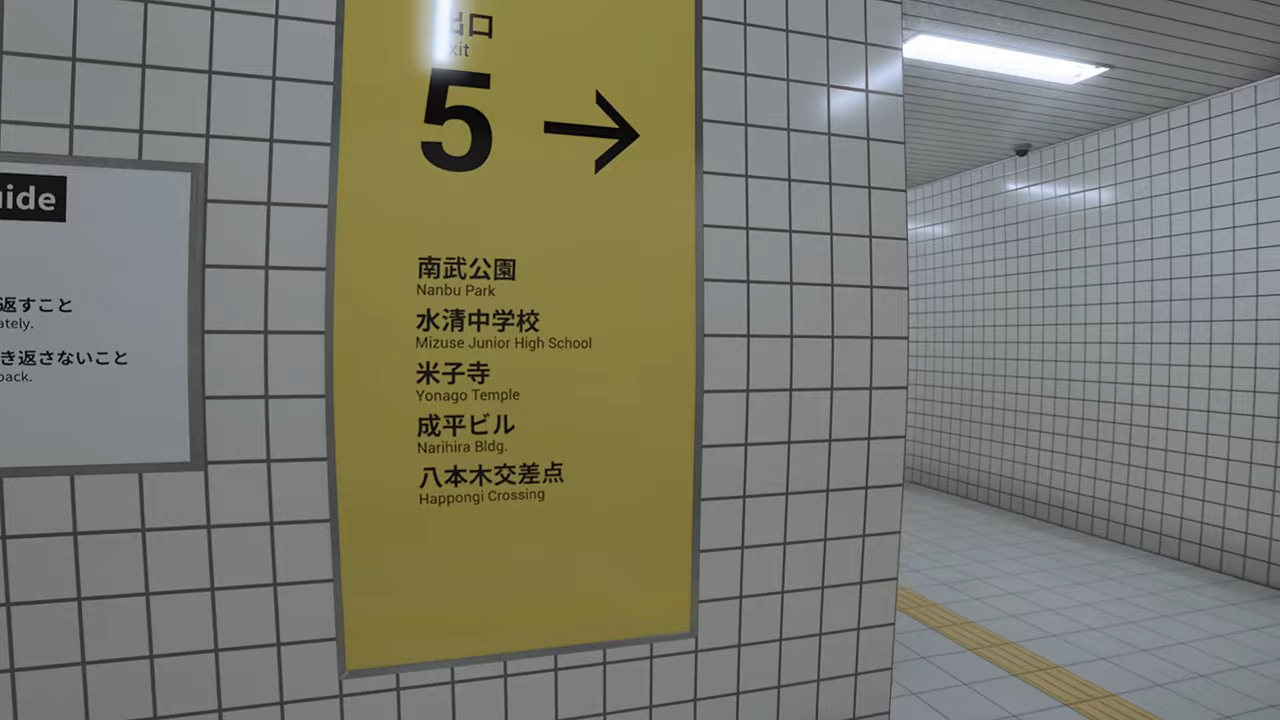 uide
返すこと
ately.
き返さないこと
back.
出口
xit
5 →
南武公園
Nanbu Park
水清中学校
Mizuse Junior High School
米子寺
Yonago Temple
成平ビル
Narihira Bldg.
八本木交差点
Happongi Crossing